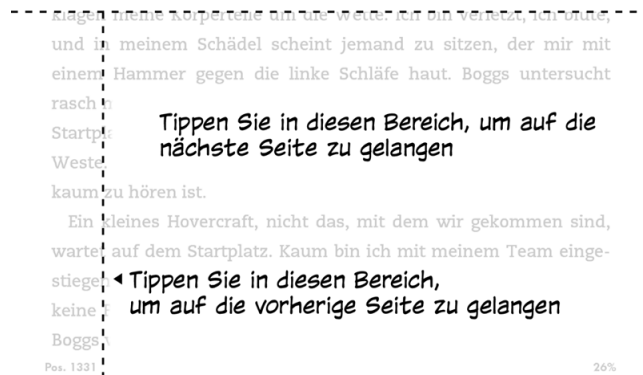 klagen meine Körperteile um die Wette. Ich bin verletzt, ich blute,
und in meinem Schädel scheint jemand zu sitzen, der mir mit
einem Hammer gegen die linke Schläfe haut. Boggs untersucht
rasch
Tippen Sie in diesen Bereich, um auf die
nächste Seite zu gelangen
Weste.
kaum zu hören ist.
Ein kleines Hovercraft, nicht das, mit dem wir gekommen sind,
wartet auf dem Startplatz. Kaum bin ich mit meinem Team einge-
stiegen
Tippen Sie in diesen Bereich,
um auf die vorherige Seite zu gelangen
keine
Boggs
Pos. 1331 26%